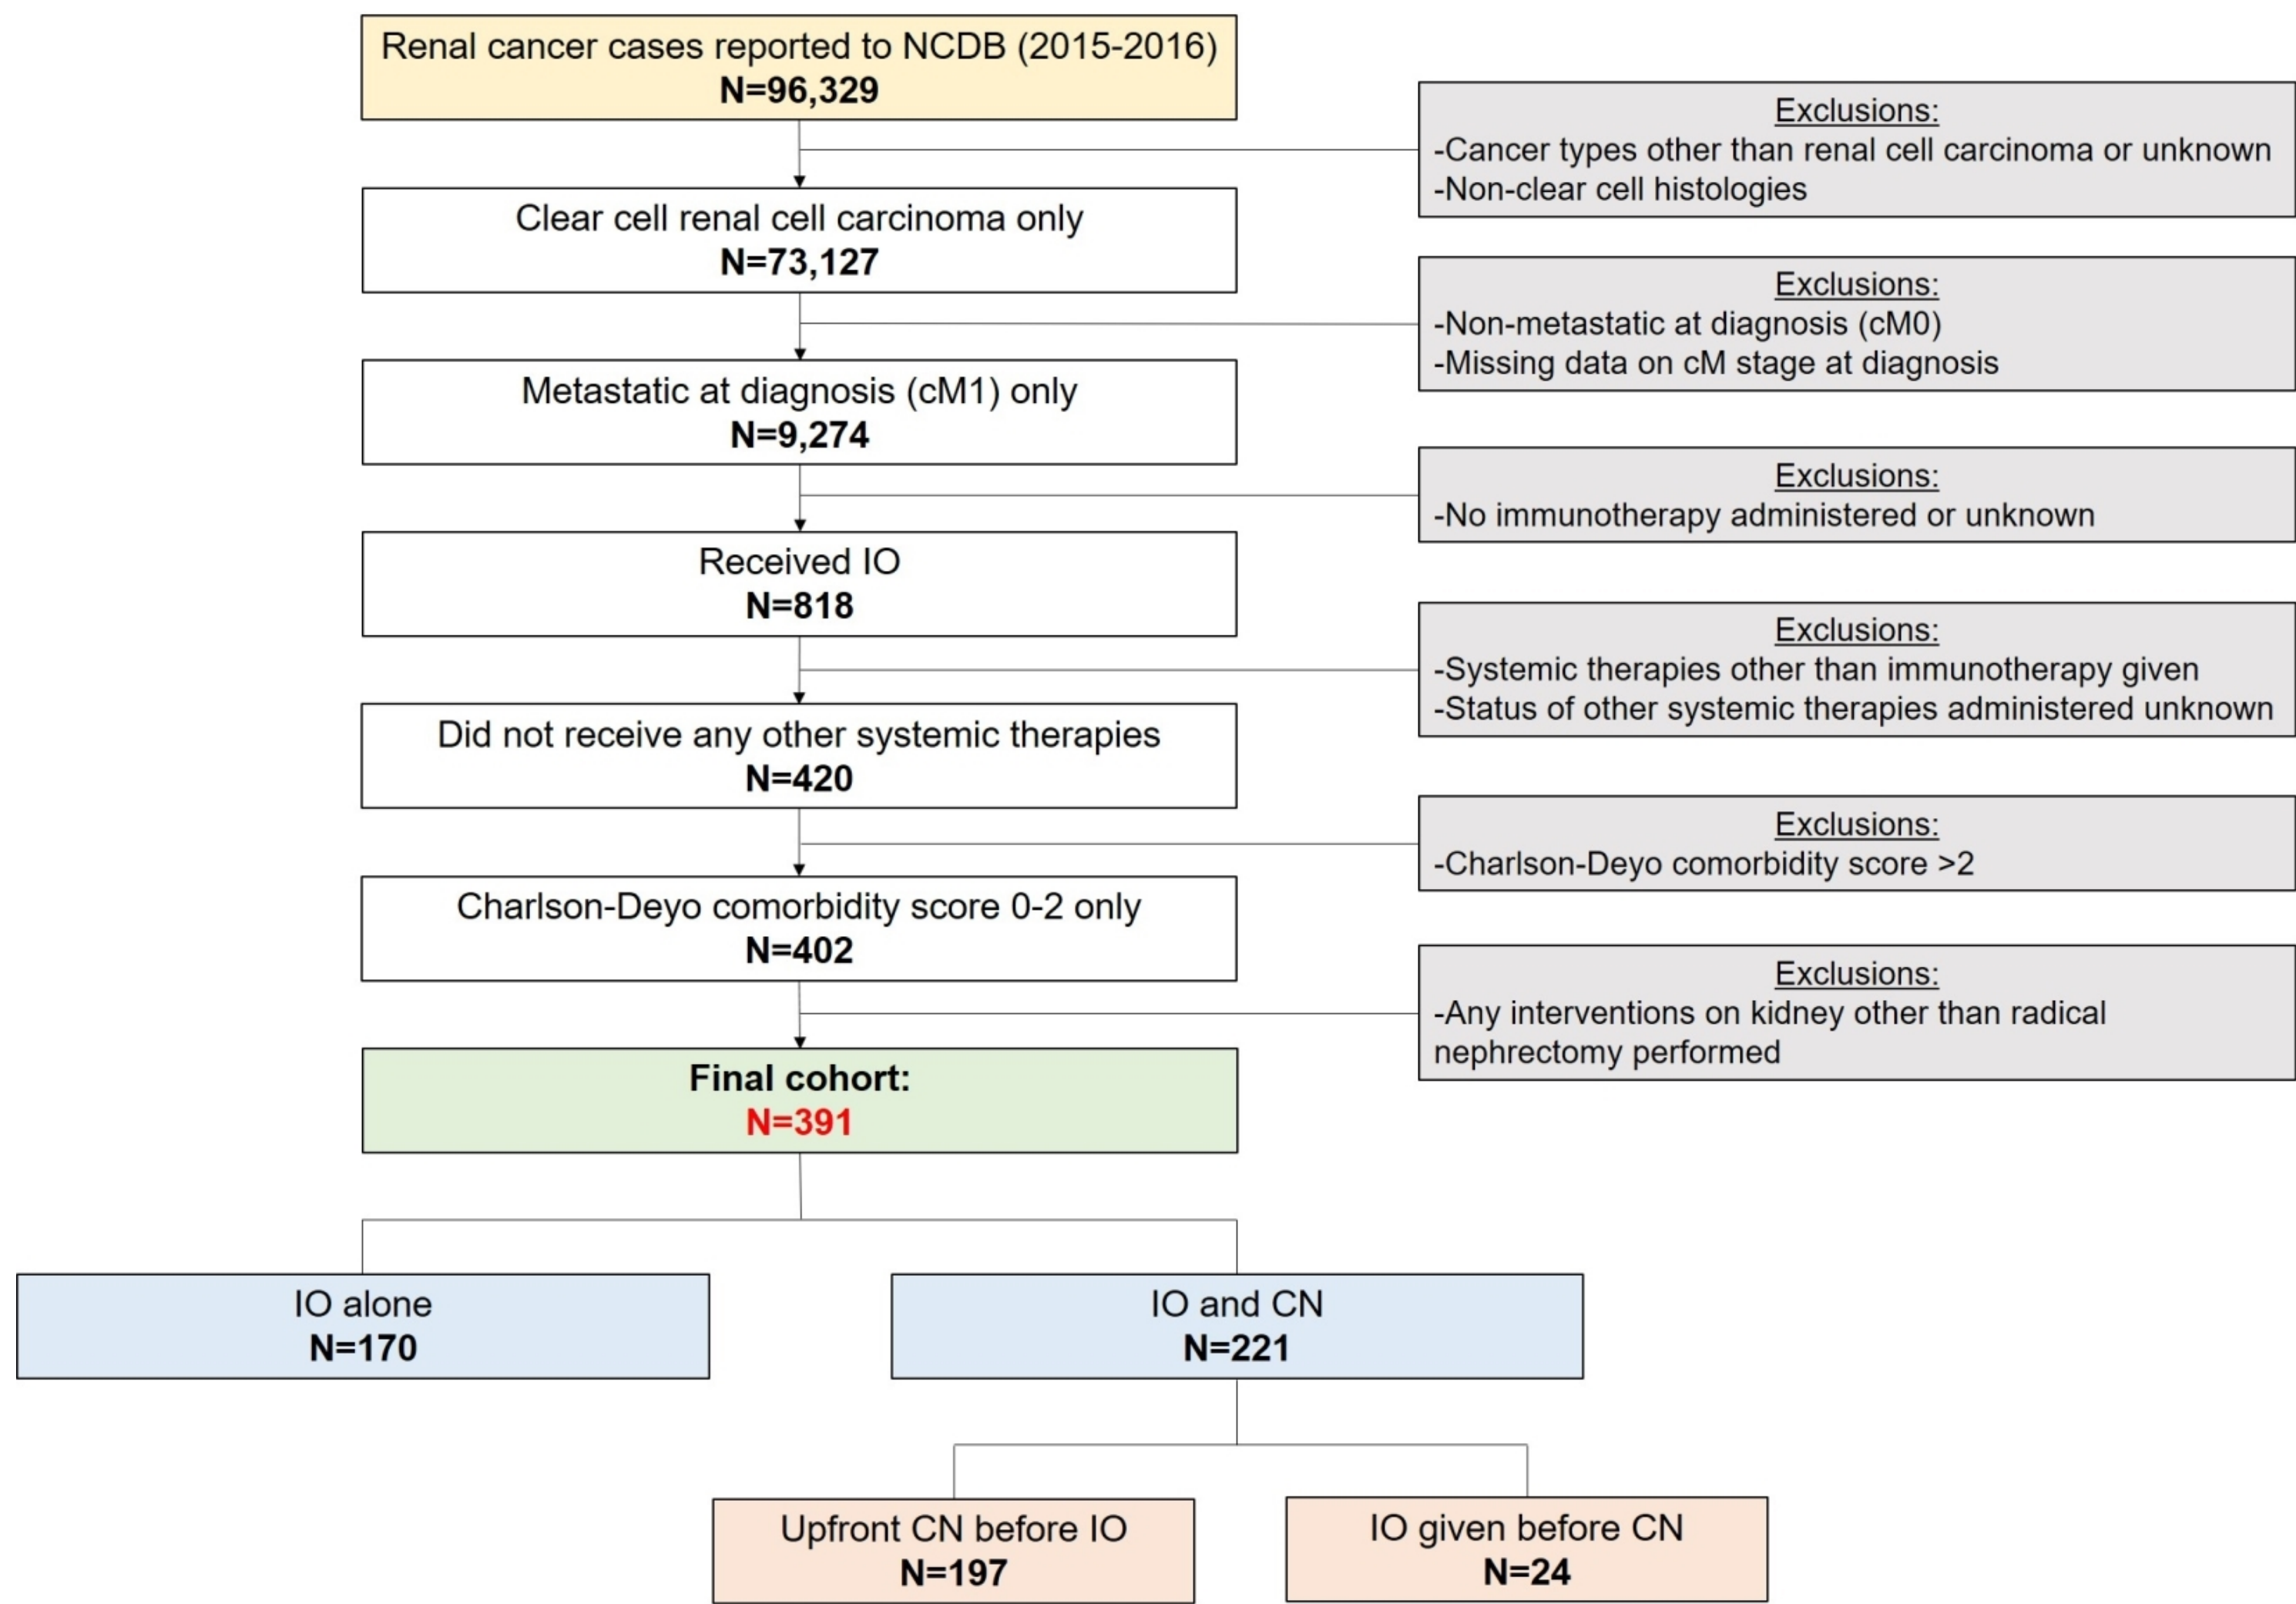 Renal cancer cases reported to NCDB (2015-2016)
N=96,329
Exclusions:
-Cancer types other than renal cell carcinoma or unknown
-Non-clear cell histologies
Clear cell renal cell carcinoma only
N=73,127
Exclusions:
-Non-metastatic at diagnosis (cM0)
-Missing data on cM stage at diagnosis
Metastatic at diagnosis (cM1) only
N=9,274
Exclusions:
-No immunotherapy administered or unknown
Received IO
N=818
Exclusions:
-Systemic therapies other than immunotherapy given
-Status of other systemic therapies administered unknown
Did not receive any other systemic therapies
N=420
Exclusions:
-Charlson-Deyo comorbidity score >2
Charlson-Deyo comorbidity score 0-2 only
N=402
Exclusions:
-Any interventions on kidney other than radical
nephrectomy performed
Final cohort:
N=391
IO alone
N=170
IO and CN
N=221
Upfront CN before IO
N=197
IO given before CN
N=24